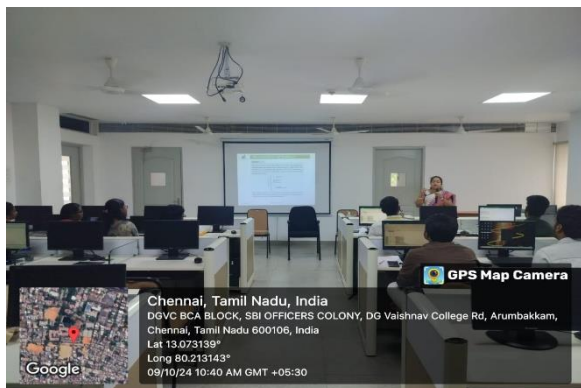 GPS Map Camera
Chennai, Tamil Nadu, India
DGVC BCA BLOCK, SBI OFFICERS COLONY, DG Vaishnav College Rd, Arumbakkam,
Chennai, Tamil Nadu 600106, India
Lat 13.073139°
Long 80.213143°
09/10/24 10:40 AM GMT +05:30
Google